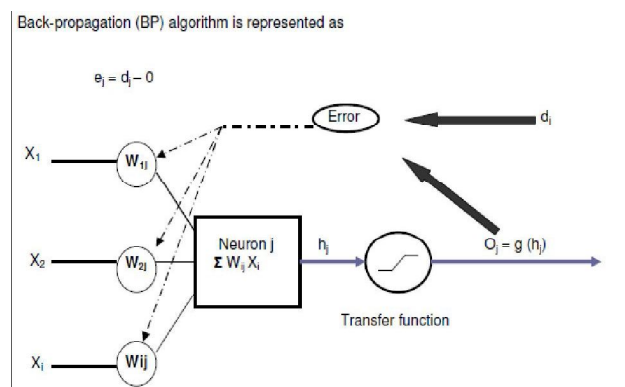 Back-propagation (BP) algorithm is represented as
eⱼ = dⱼ – 0
Error
dᵢ
X₁
W₁ⱼ
X₂
W₂ⱼ
Neuron j
Σ Wᵢⱼ Xᵢ
hⱼ
Oⱼ = g (hⱼ)
Transfer function
Xᵢ
Wij